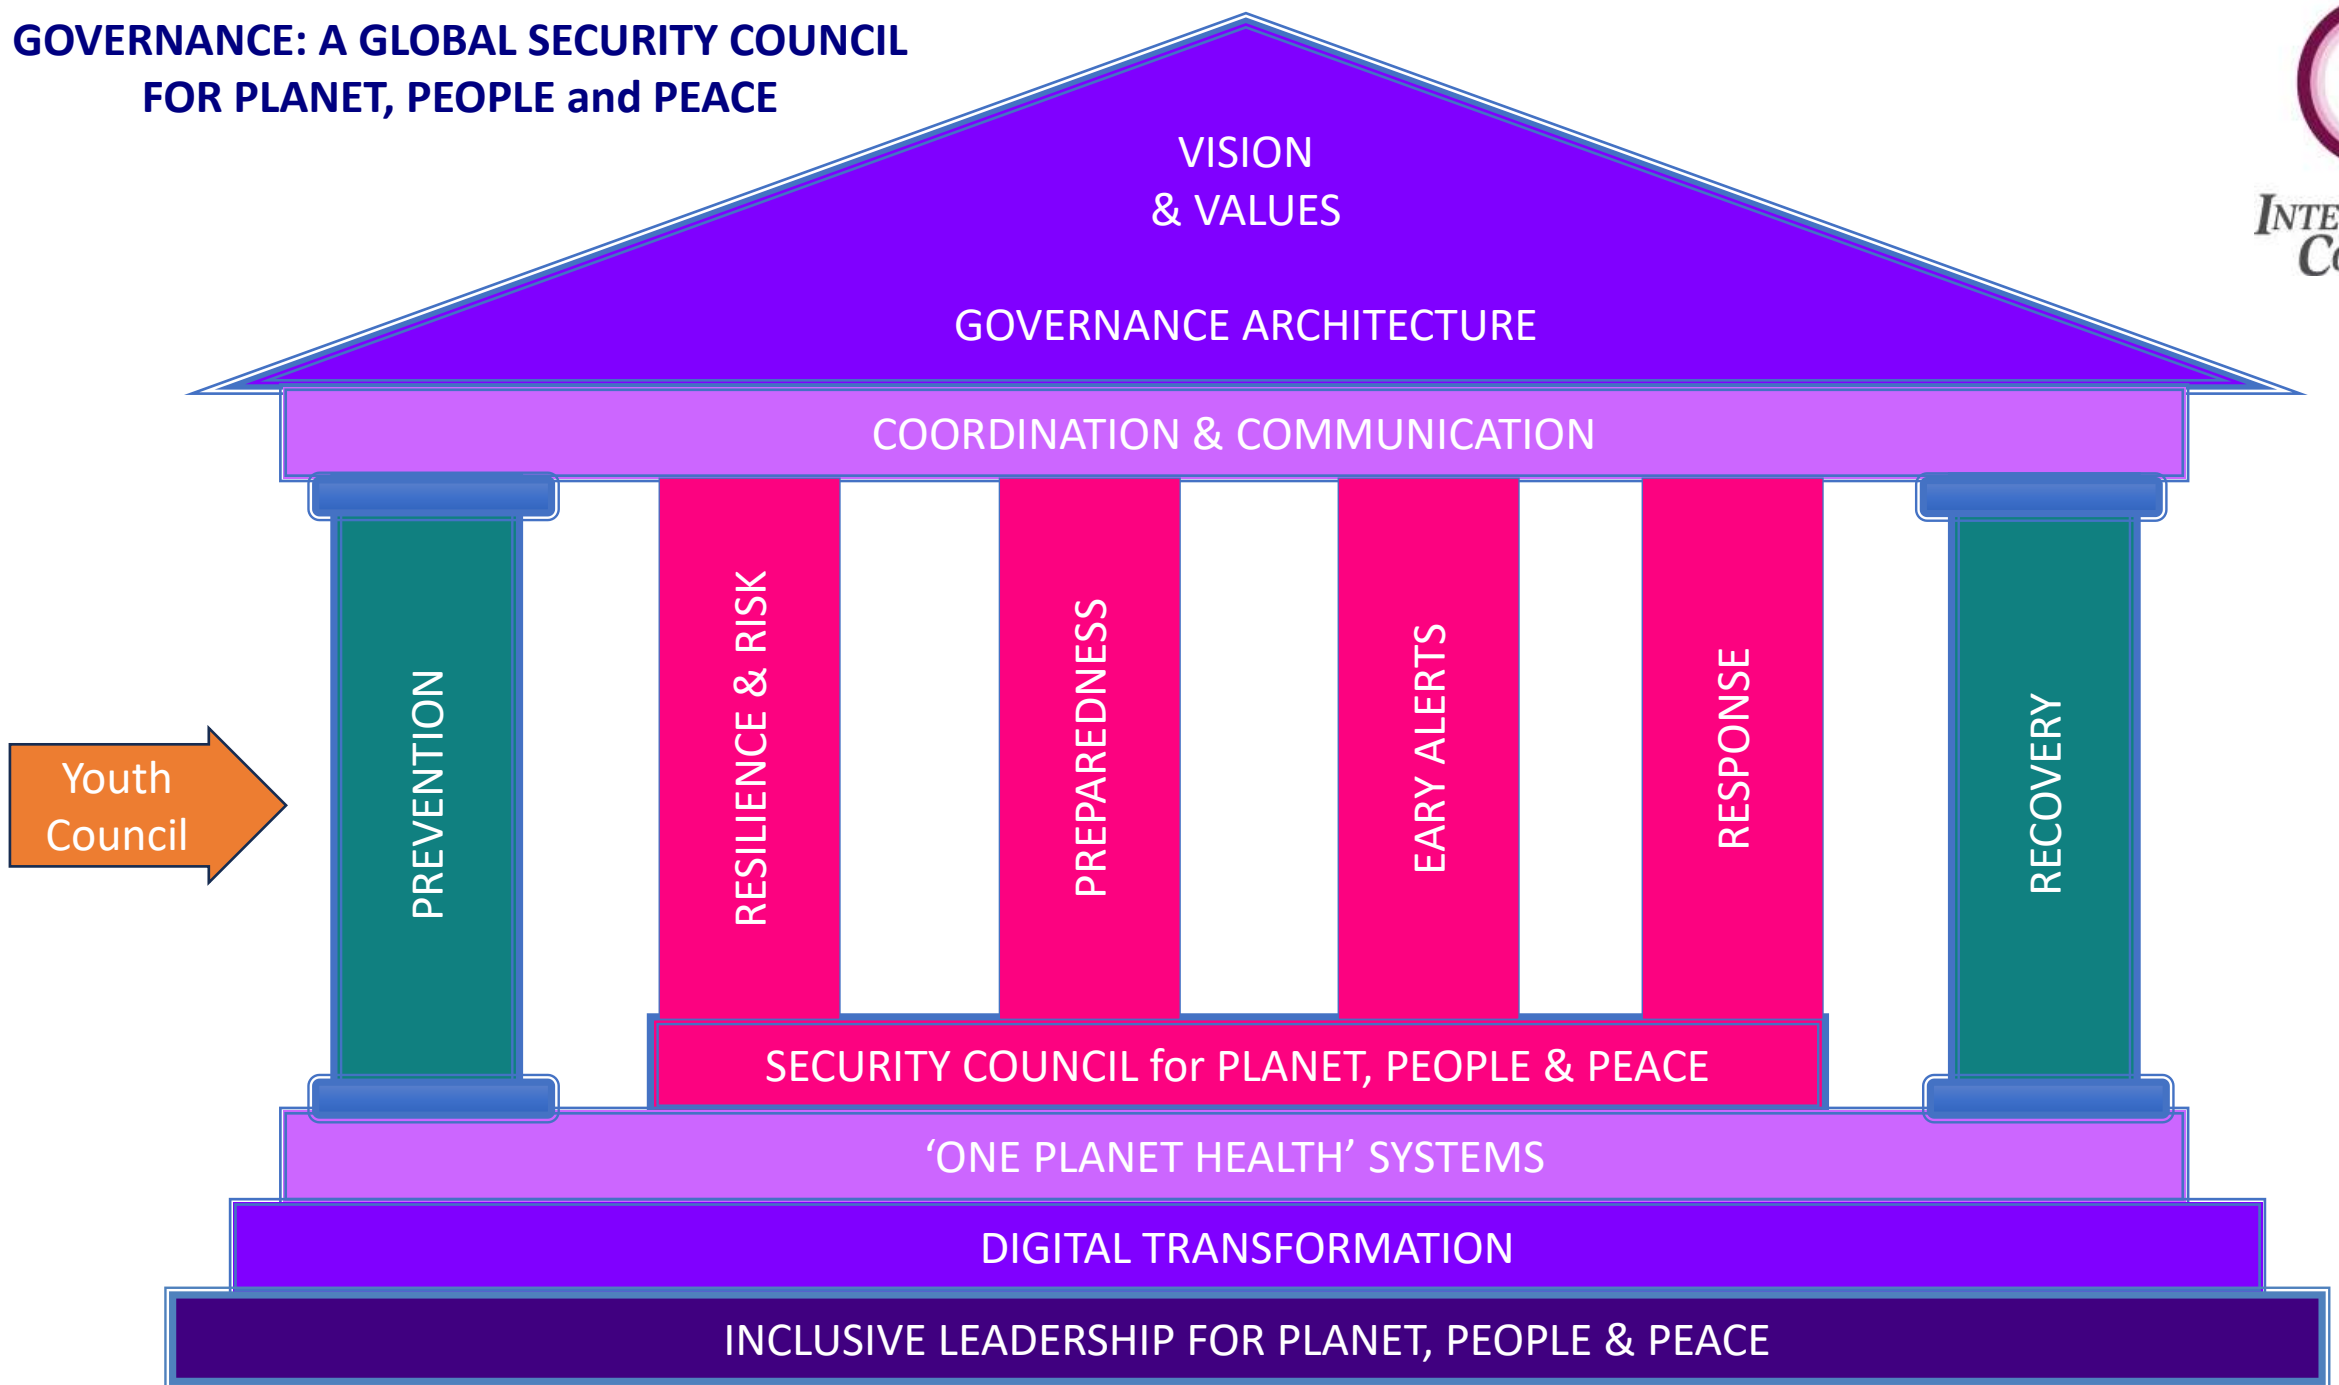 GOVERNANCE: A GLOBAL SECURITY COUNCIL
FOR PLANET, PEOPLE and PEACE
VISION
& VALUES
GOVERNANCE ARCHITECTURE
COORDINATION & COMMUNICATION
PREVENTION
RESILIENCE & RISK
PREPAREDNESS
EARY ALERTS
RESPONSE
RECOVERY
Youth
Council
SECURITY COUNCIL for PLANET, PEOPLE & PEACE
‘ONE PLANET HEALTH’ SYSTEMS
DIGITAL TRANSFORMATION
INCLUSIVE LEADERSHIP FOR PLANET, PEOPLE & PEACE